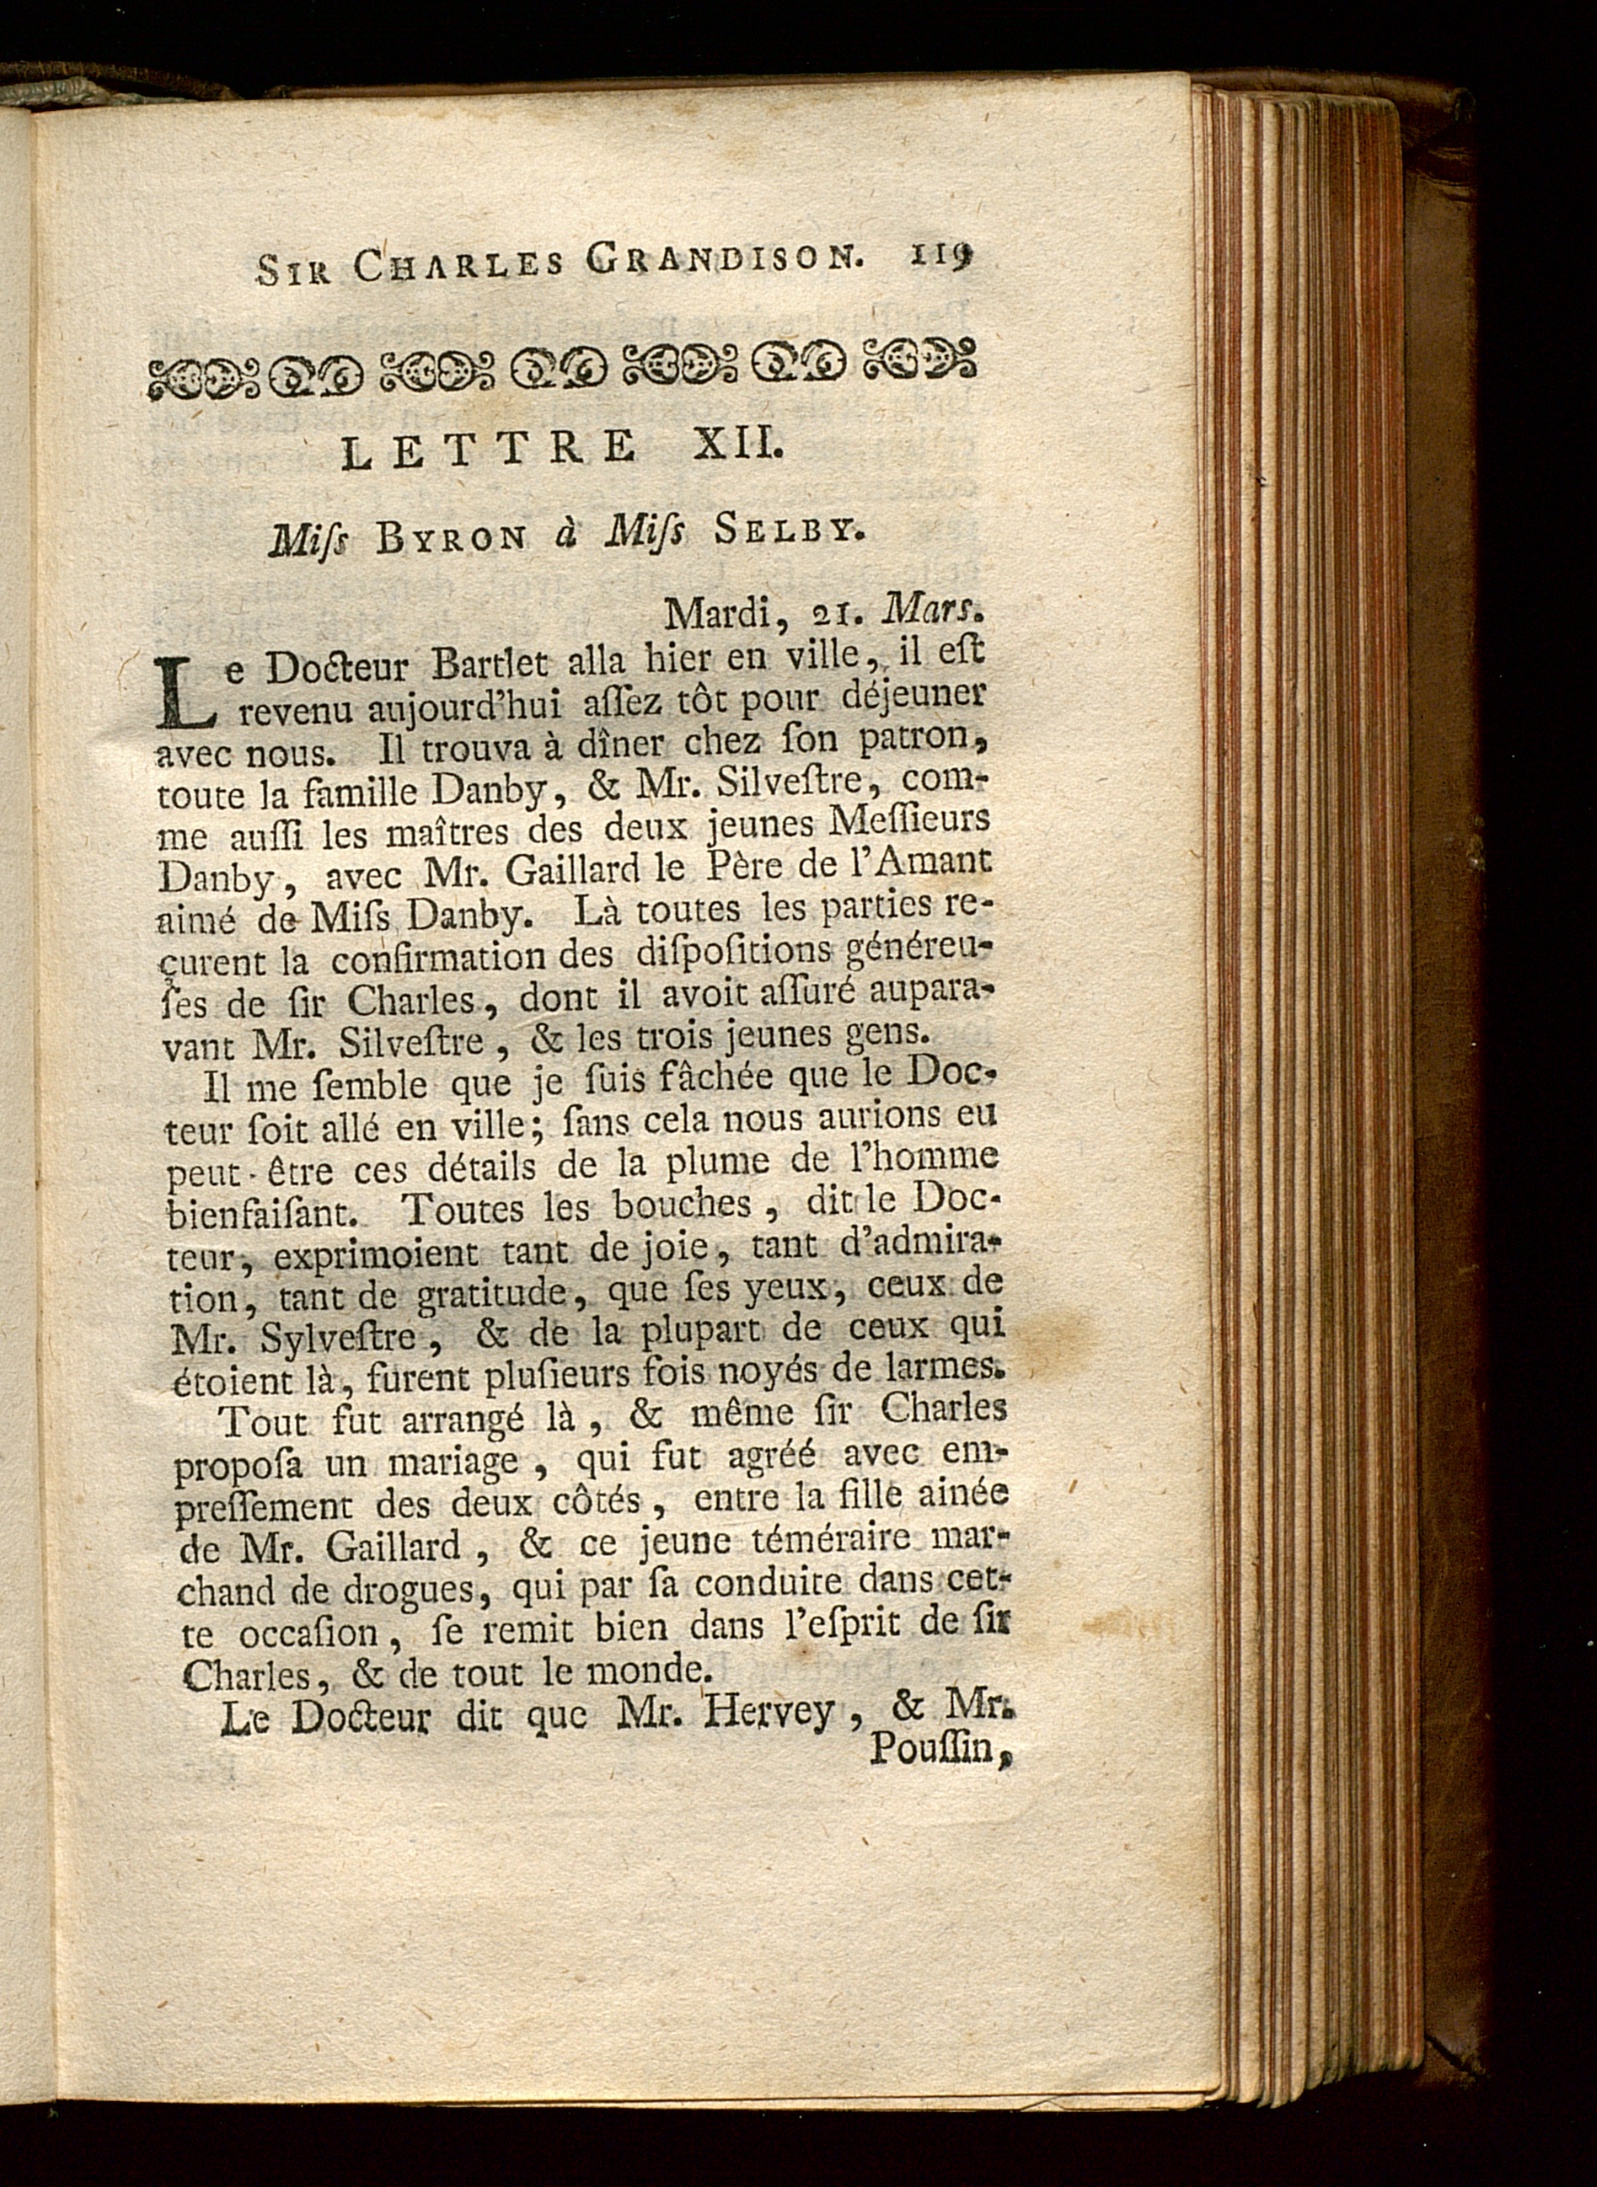 SIR CHARLES GRANDISON. 119
LETTRE XII.
Miſs BYRON à Miſs SELBY.
Mardi, 21. Mars.
Le Docteur Bartlet alla hier en ville, il eſt
revenu aujourd'hui aſſez tôt pour déjeuner
avec nous. Il trouva à dîner chez ſon patron,
toute la famille Danby, & Mr. Silveſtre, com-
me auſſi les maîtres des deux jeunes Meſſieurs
Danby, avec Mr. Gaillard le Père de l'Amant
aimé de Miſs Danby. Là toutes les parties re-
çurent la confirmation des diſpoſitions généreu-
ſes de ſir Charles, dont il avoit aſſuré aupara-
vant Mr. Silveſtre, & les trois jeunes gens.
Il me ſemble que je ſuis fâchée que le Doc-
teur ſoit allé en ville; ſans cela nous aurions eu
peut-être ces détails de la plume de l'homme
bienfaiſant. Toutes les bouches, dit le Doc-
teur, exprimoient tant de joie, tant d'admira-
tion, tant de gratitude, que ſes yeux, ceux de
Mr. Sylveſtre, & de la plupart de ceux qui
étoient là, furent pluſieurs fois noyés de larmes.
Tout fut arrangé là, & même ſir Charles
propoſa un mariage, qui fut agréé avec em-
preſſement des deux côtés, entre la fille ainée
de Mr. Gaillard, & ce jeune téméraire mar-
chand de drogues, qui par ſa conduite dans cet-
te occaſion, ſe remit bien dans l'eſprit de ſir
Charles, & de tout le monde.
Le Docteur dit que Mr. Hervey, & Mr.
Pouſſin,